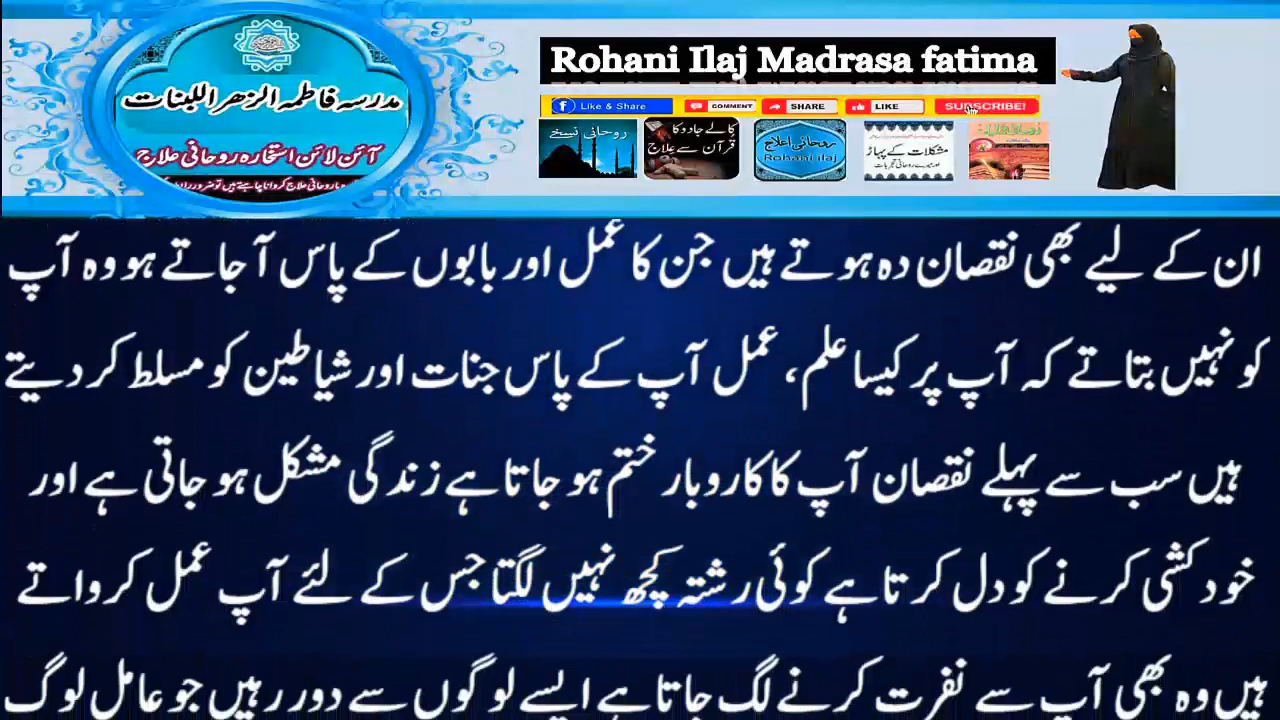 مدرسہ فاطمہ الزھرا للبنات
آئن لائن استخارہ روحانی علاج
Rohani Ilaj Madrasa fatima
Like & Share
COMMENT
SHARE
LIKE
SUBSCRIBE!
روحانی نسخے
کالے جادو کا
قرآن سے علاج
روحانی علاج
Rohani ilaj
مشکلات کے پہاڑ
ان کے لیے بھی نقصان دہ ہوتے ہیں جن کا عمل اور بابوں کے پاس آ جاتے ہو وہ آپ
کو نہیں بتاتے کہ آپ پر کیسا علم، عمل آپ کے پاس جنات اور شیاطین کو مسلط کر دیتے
ہیں سب سے پہلے نقصان آپ کا کاروبار ختم ہو جاتا ہے زندگی مشکل ہو جاتی ہے اور
خود کشی کرنے کو دل کرتا ہے کوئی رشتہ کچھ نہیں لگتا جس کے لئے آپ عمل کرواتے
ہیں وہ بھی آپ سے نفرت کرنے لگ جاتا ہے ایسے لوگوں سے دور رہیں جو عامل لوگ